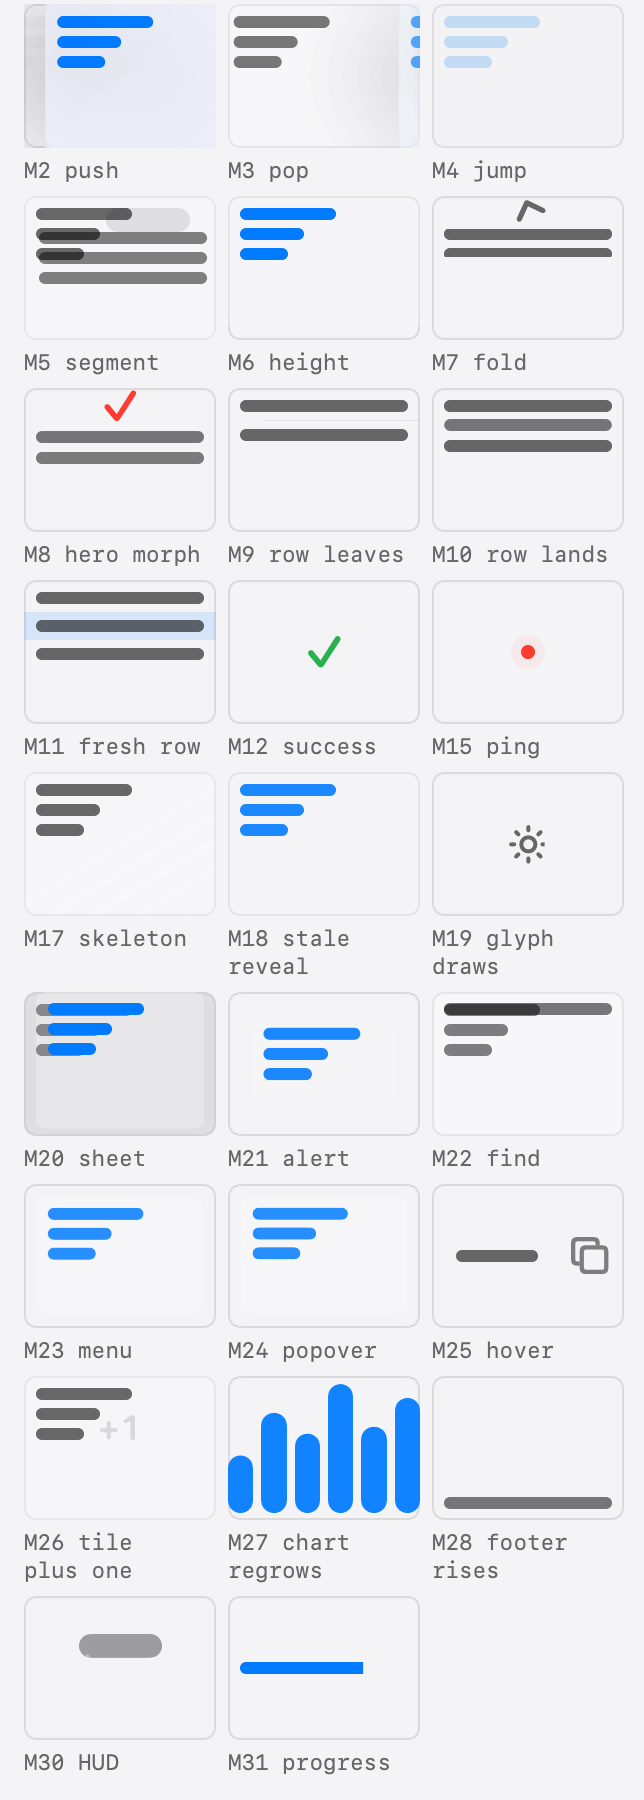 M2 push
M3 pop
M4 jump
M5 segment
M6 height
M7 fold
M8 hero morph
M9 row leaves
M10 row lands
M11 fresh row
M12 success
M15 ping
M17 skeleton
M18 stale
reveal
M19 glyph
draws
M20 sheet
M21 alert
M22 find
M23 menu
M24 popover
M25 hover
+1
M26 tile
plus one
M27 chart
regrows
M28 footer
rises
M30 HUD
M31 progress